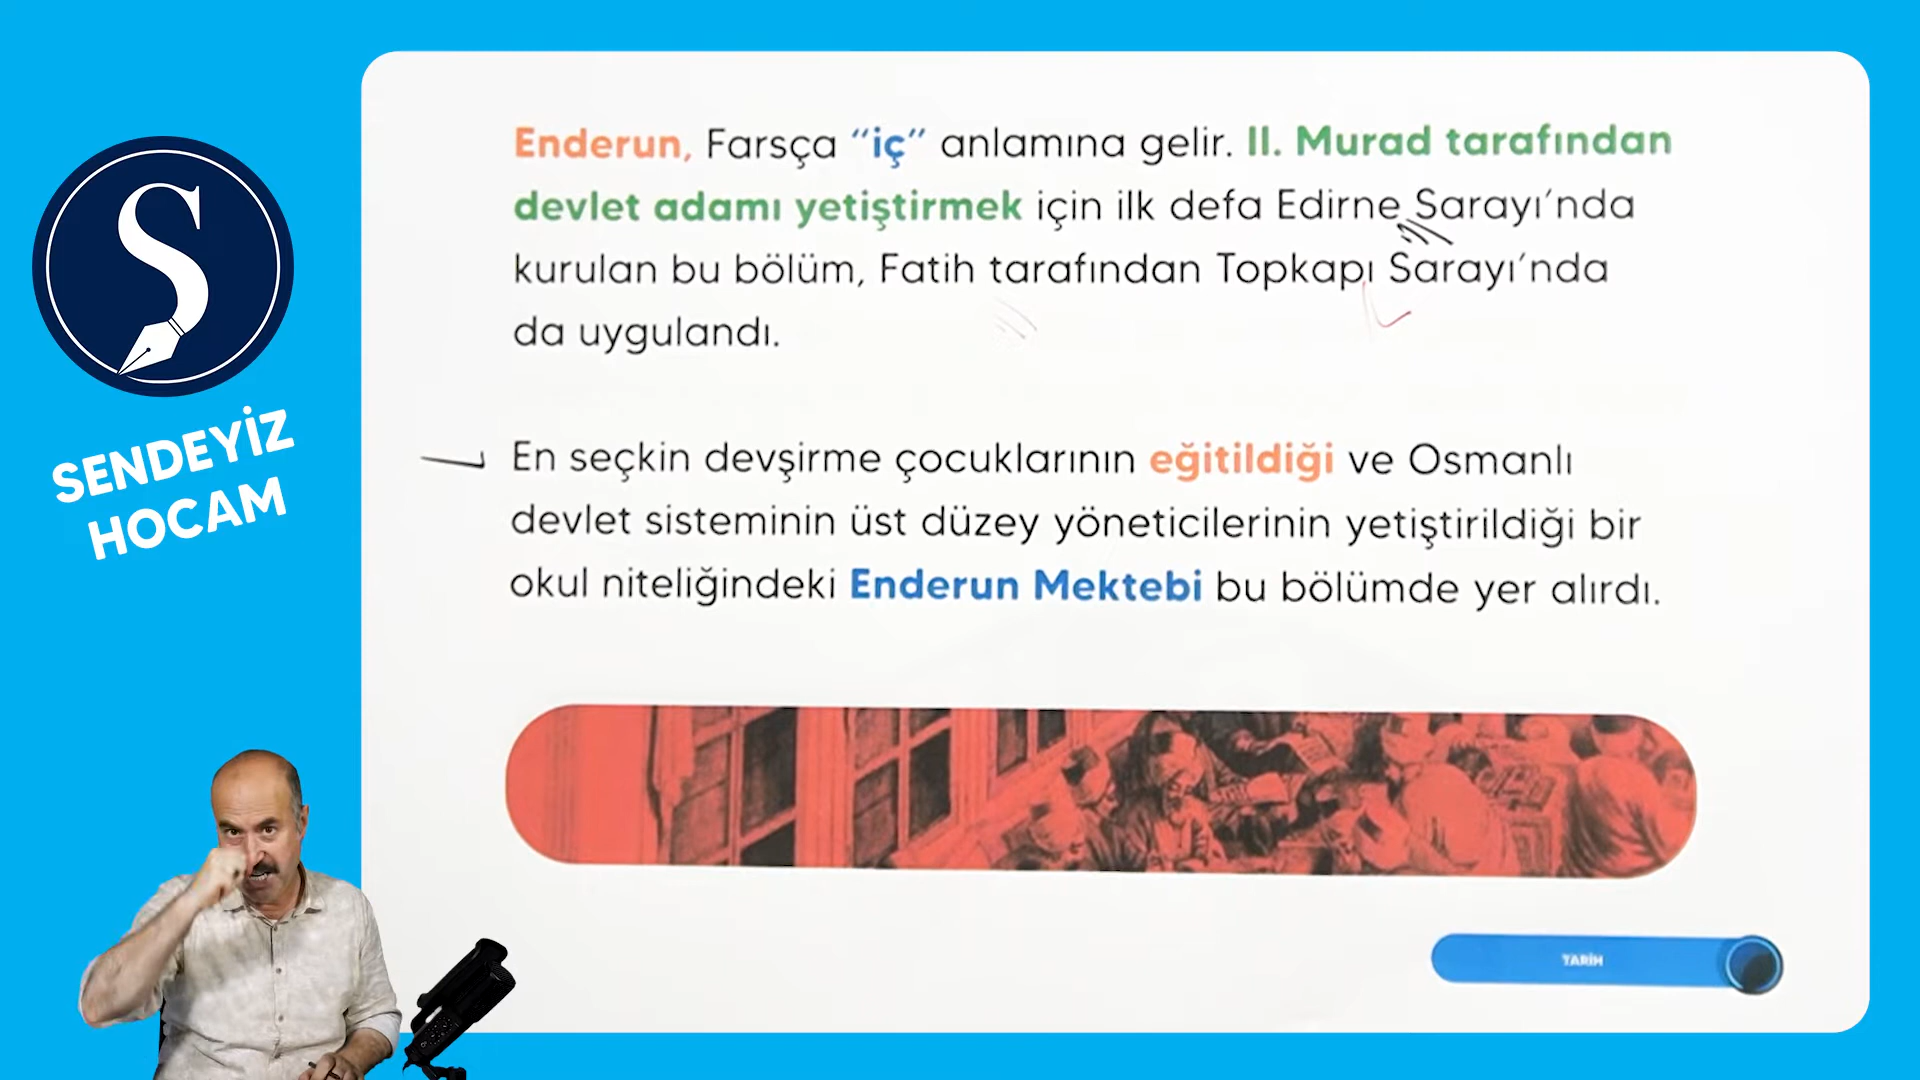 Enderun, Farsça “iç” anlamına gelir. II. Murad tarafından
devlet adamı yetiştirmek için ilk defa Edirne Sarayı’nda
kurulan bu bölüm, Fatih tarafından Topkapı Sarayı’nda
da uygulandı.
En seçkin devşirme çocuklarının eğitildiği ve Osmanlı
devlet sisteminin üst düzey yöneticilerinin yetiştirildiği bir
okul niteliğindeki Enderun Mektebi bu bölümde yer alırdı.
S
SENDEYİZ
HOCAM
TARİH